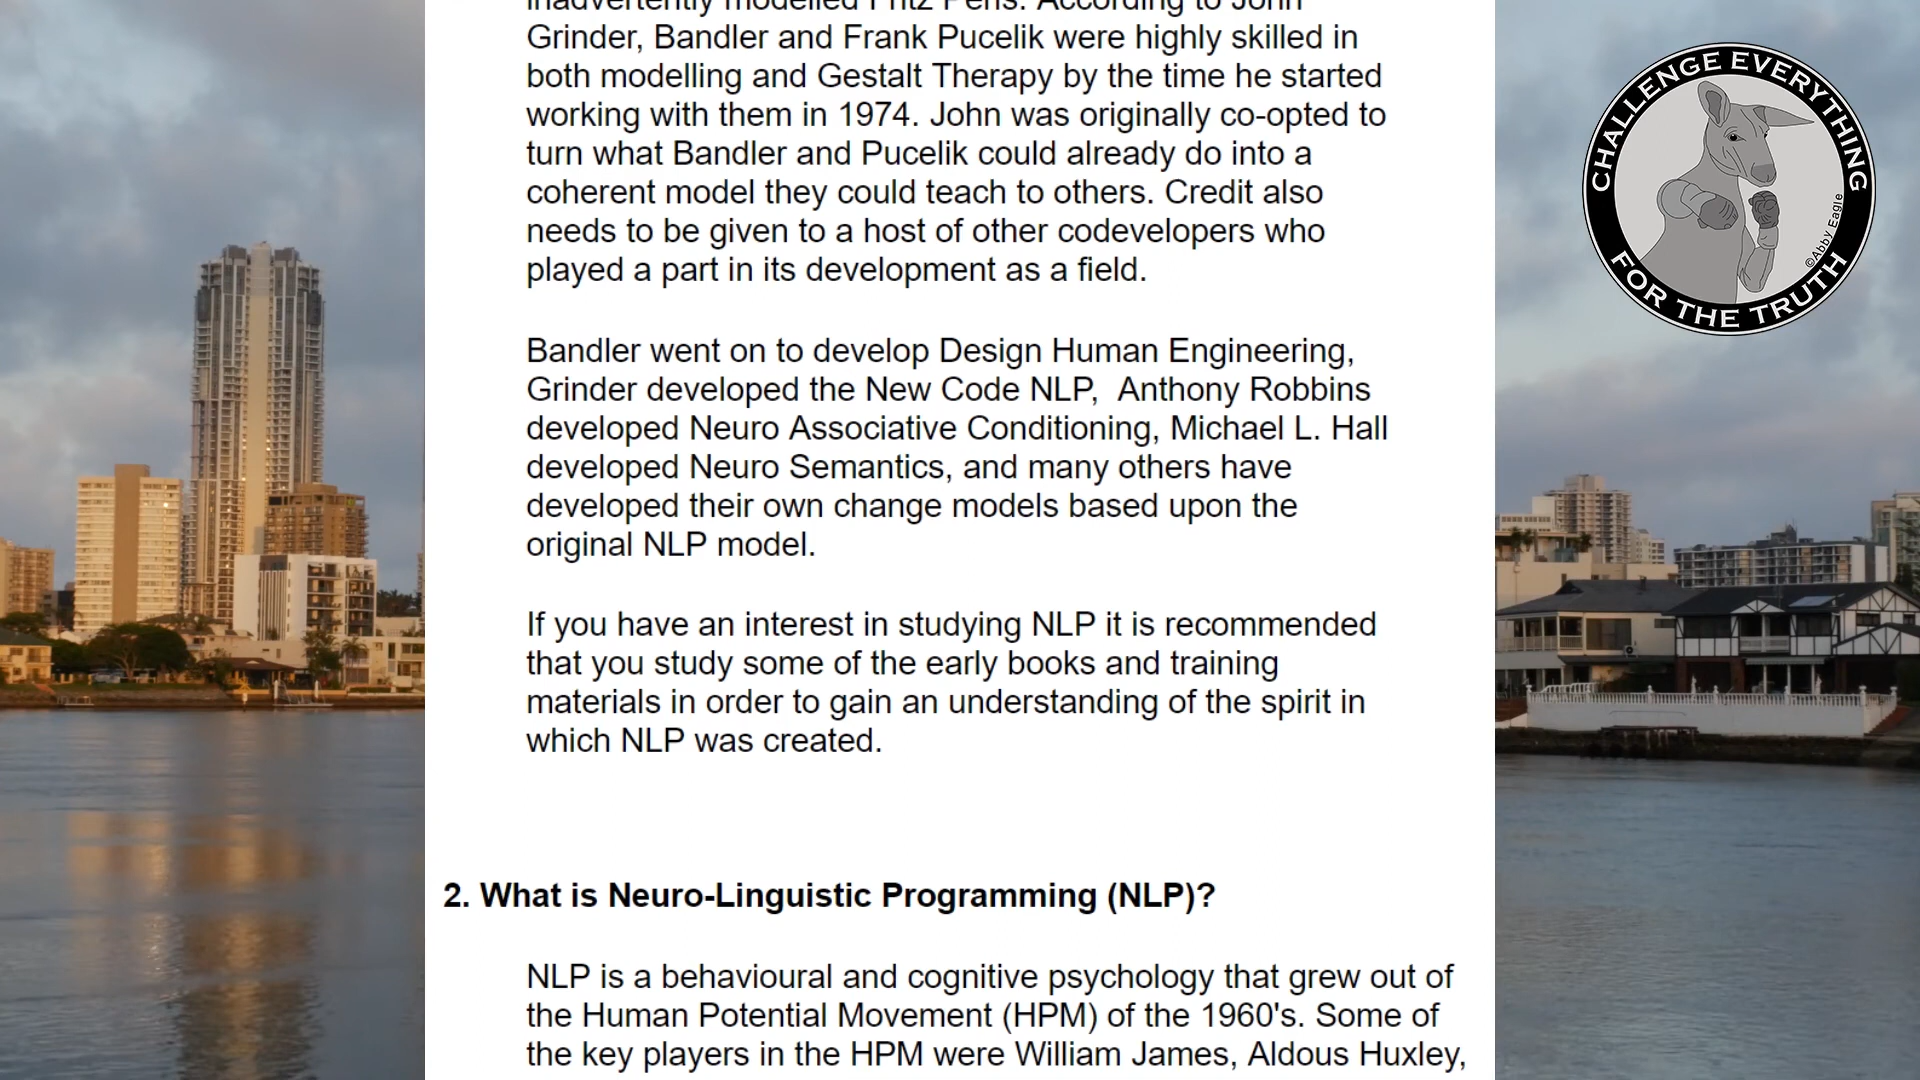 inadvertently modelled Fritz Perls. According to John
Grinder, Bandler and Frank Pucelik were highly skilled in
both modelling and Gestalt Therapy by the time he started
working with them in 1974. John was originally co-opted to
turn what Bandler and Pucelik could already do into a
coherent model they could teach to others. Credit also
needs to be given to a host of other codevelopers who
played a part in its development as a field.
Bandler went on to develop Design Human Engineering,
Grinder developed the New Code NLP,  Anthony Robbins
developed Neuro Associative Conditioning, Michael L. Hall
developed Neuro Semantics, and many others have
developed their own change models based upon the
original NLP model.
If you have an interest in studying NLP it is recommended
that you study some of the early books and training
materials in order to gain an understanding of the spirit in
which NLP was created.
2. What is Neuro-Linguistic Programming (NLP)?
NLP is a behavioural and cognitive psychology that grew out of
the Human Potential Movement (HPM) of the 1960's. Some of
the key players in the HPM were William James, Aldous Huxley,
CHALLENGE EVERYTHING
FOR THE TRUTH
©Abby Eagle